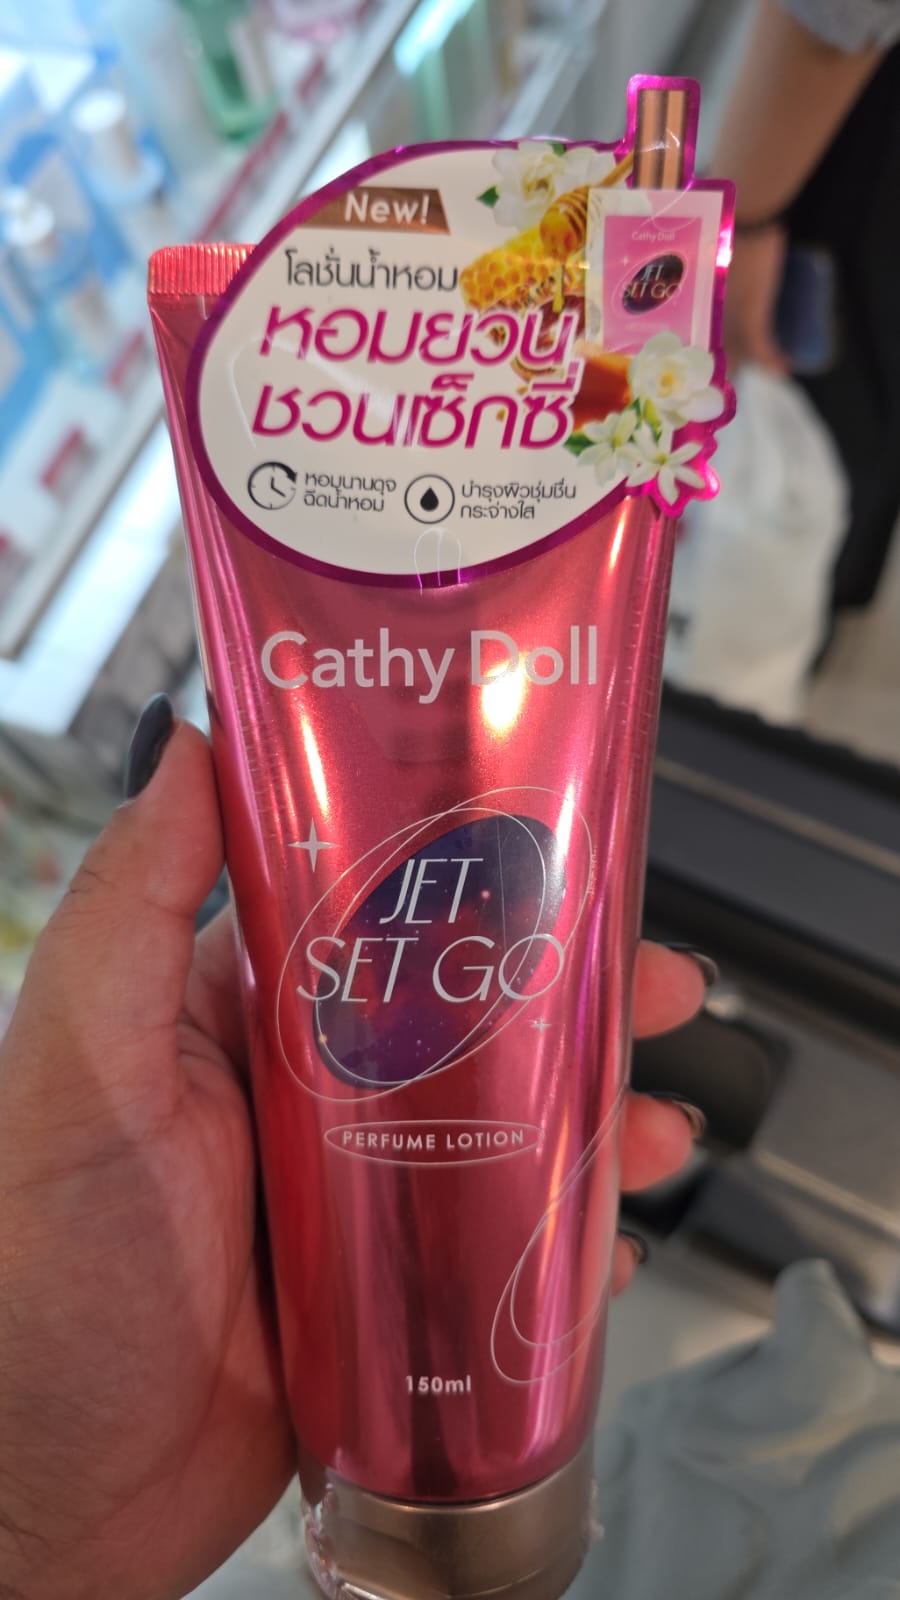 New!
โลชั่นน้ำหอม
หอมยวน
ชวนเซ็กซี่
หอมนานดุจ
ฉีดน้ำหอม
บำรุงผิวชุ่มชื่น
กระจ่างใส
Cathy Doll
JET
SET GO
Cathy Doll
JET
SET GO
PERFUME LOTION
150ml